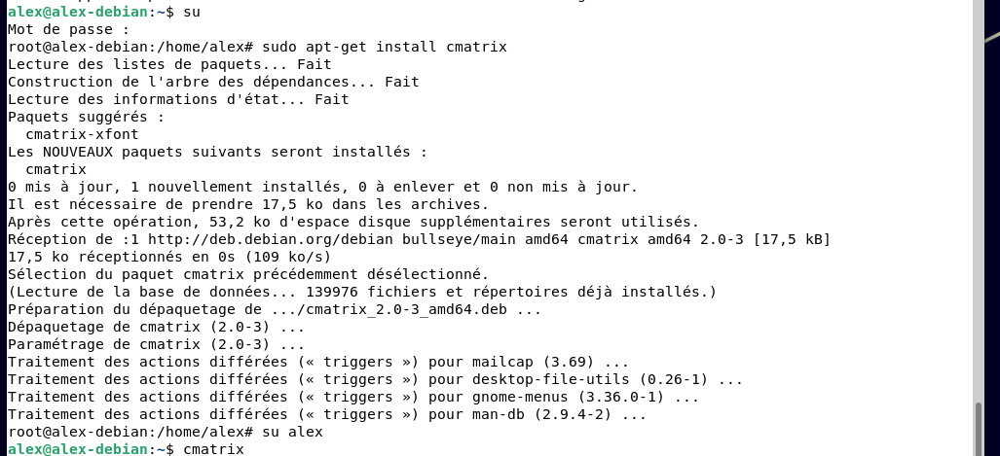 alex@alex-debian:~$ su
Mot de passe :
root@alex-debian:/home/alex# sudo apt-get install cmatrix
Lecture des listes de paquets... Fait
Construction de l'arbre des dépendances... Fait
Lecture des informations d'état... Fait
Paquets suggérés :
  cmatrix-xfont
Les NOUVEAUX paquets suivants seront installés :
  cmatrix
0 mis à jour, 1 nouvellement installés, 0 à enlever et 0 non mis à jour.
Il est nécessaire de prendre 17,5 ko dans les archives.
Après cette opération, 53,2 ko d'espace disque supplémentaires seront utilisés.
Réception de :1 http://deb.debian.org/debian bullseye/main amd64 cmatrix amd64 2.0-3 [17,5 kB]
17,5 ko réceptionnés en 0s (109 ko/s)
Sélection du paquet cmatrix précédemment désélectionné.
(Lecture de la base de données... 139976 fichiers et répertoires déjà installés.)
Préparation du dépaquetage de .../cmatrix_2.0-3_amd64.deb ...
Dépaquetage de cmatrix (2.0-3) ...
Paramétrage de cmatrix (2.0-3) ...
Traitement des actions différées (« triggers ») pour mailcap (3.69) ...
Traitement des actions différées (« triggers ») pour desktop-file-utils (0.26-1) ...
Traitement des actions différées (« triggers ») pour gnome-menus (3.36.0-1) ...
Traitement des actions différées (« triggers ») pour man-db (2.9.4-2) ...
root@alex-debian:/home/alex# su alex
alex@alex-debian:~$ cmatrix